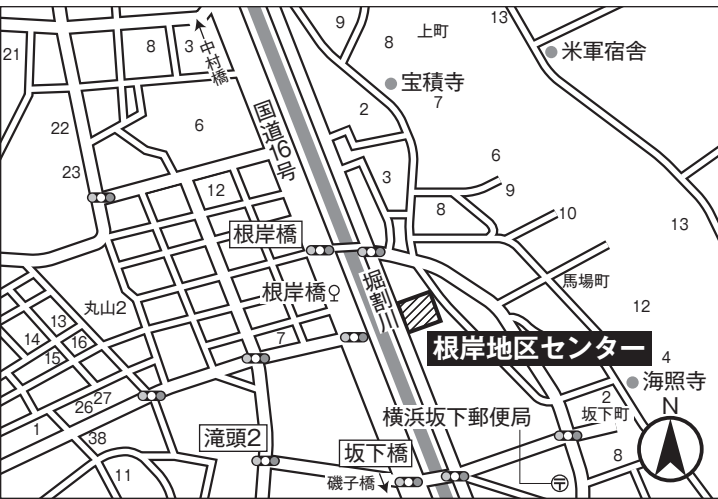 9
13
上町
8
21
8
3
←中村橋
米軍宿舎
宝積寺
7
2
国道16号
22
6
6
23
3
9
12
8
10
13
根岸橋
堀割川
根岸橋
馬場町
丸山2
13
12
14
16
7
15
根岸地区センター
4
海照寺
27
26
2
N
横浜坂下郵便局
坂下町
1
38
滝頭2
坂下橋
8
11
磯子橋
〒